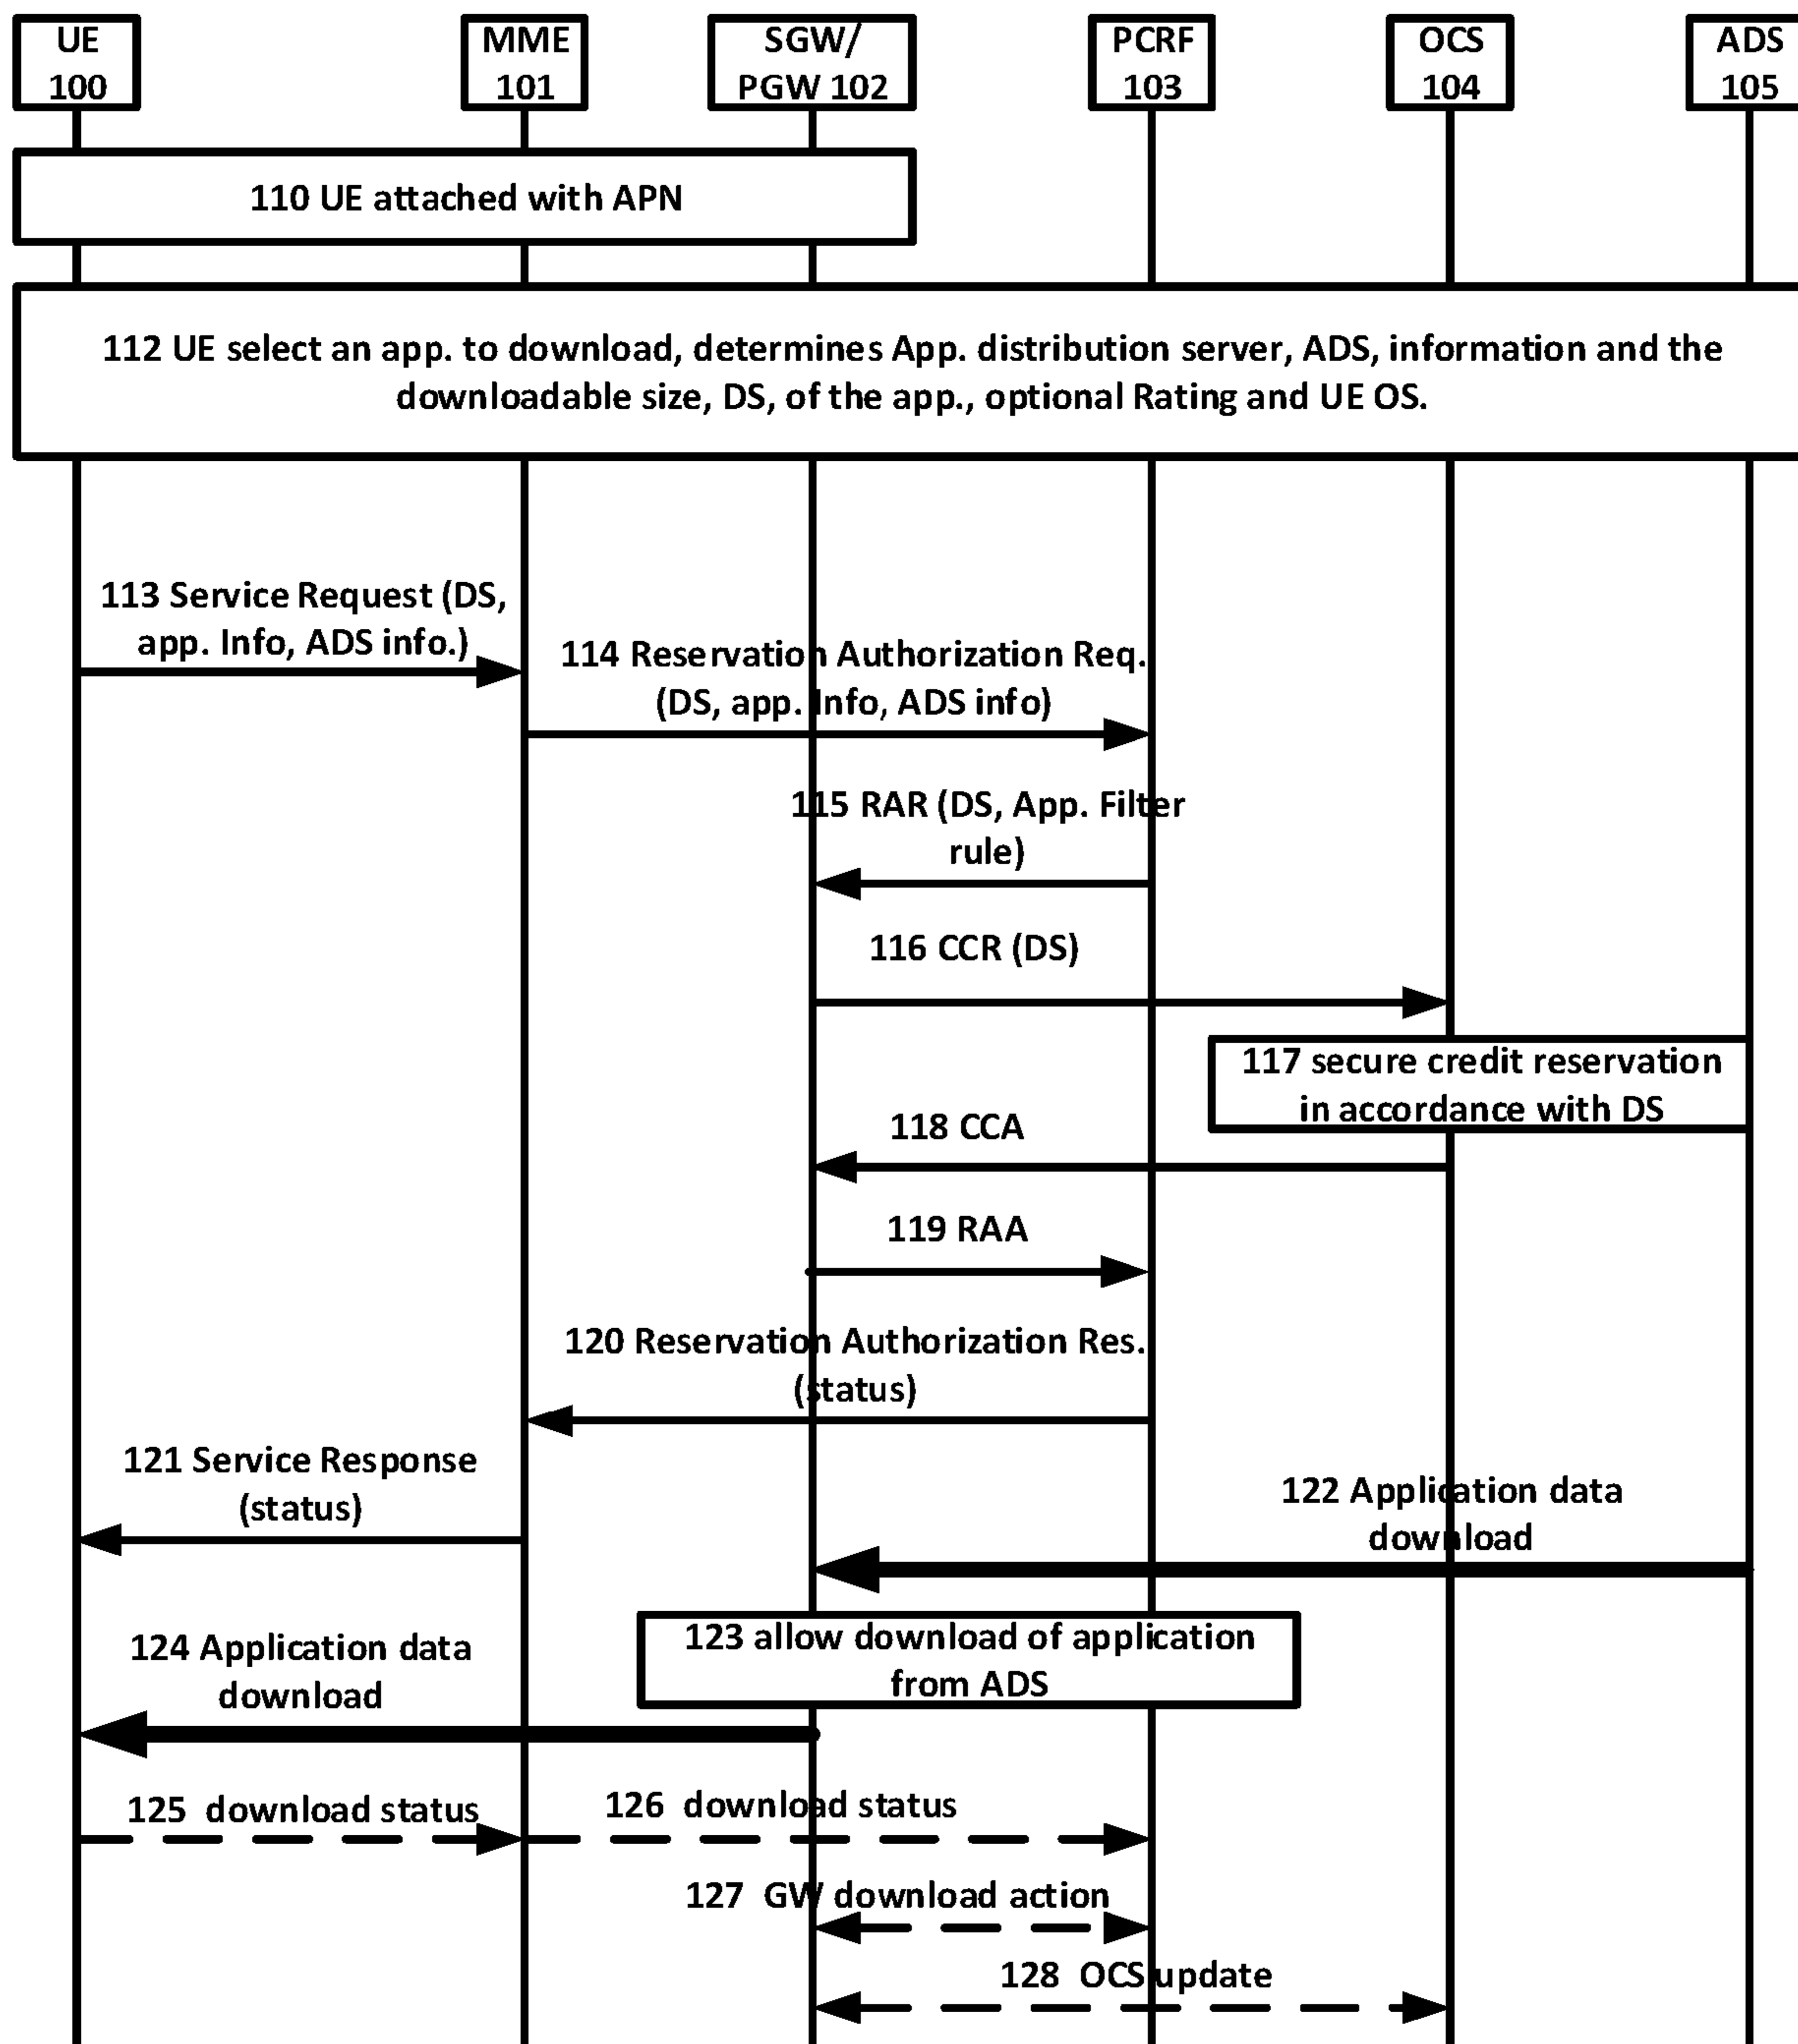 UE
100
MME
101
SGW/
PGW 102
PCRF
103
OCS
104
ADS
105
110 UE attached with APN
112 UE select an app. to download, determines App. distribution server, ADS, information and the
downloadable size, DS, of the app., optional Rating and UE OS.
113 Service Request (DS,
app. Info, ADS info.)
114 Reservation Authorization Req.
(DS, app. Info, ADS info)
115 RAR (DS, App. Filter
rule)
116 CCR (DS)
117 secure credit reservation
in accordance with DS
118 CCA
119 RAA
120 Reservation Authorization Res.
(status)
121 Service Response
(status)
122 Application data
download
123 allow download of application
from ADS
124 Application data
download
125 download status
126 download status
127 GW download action
128 OCS update